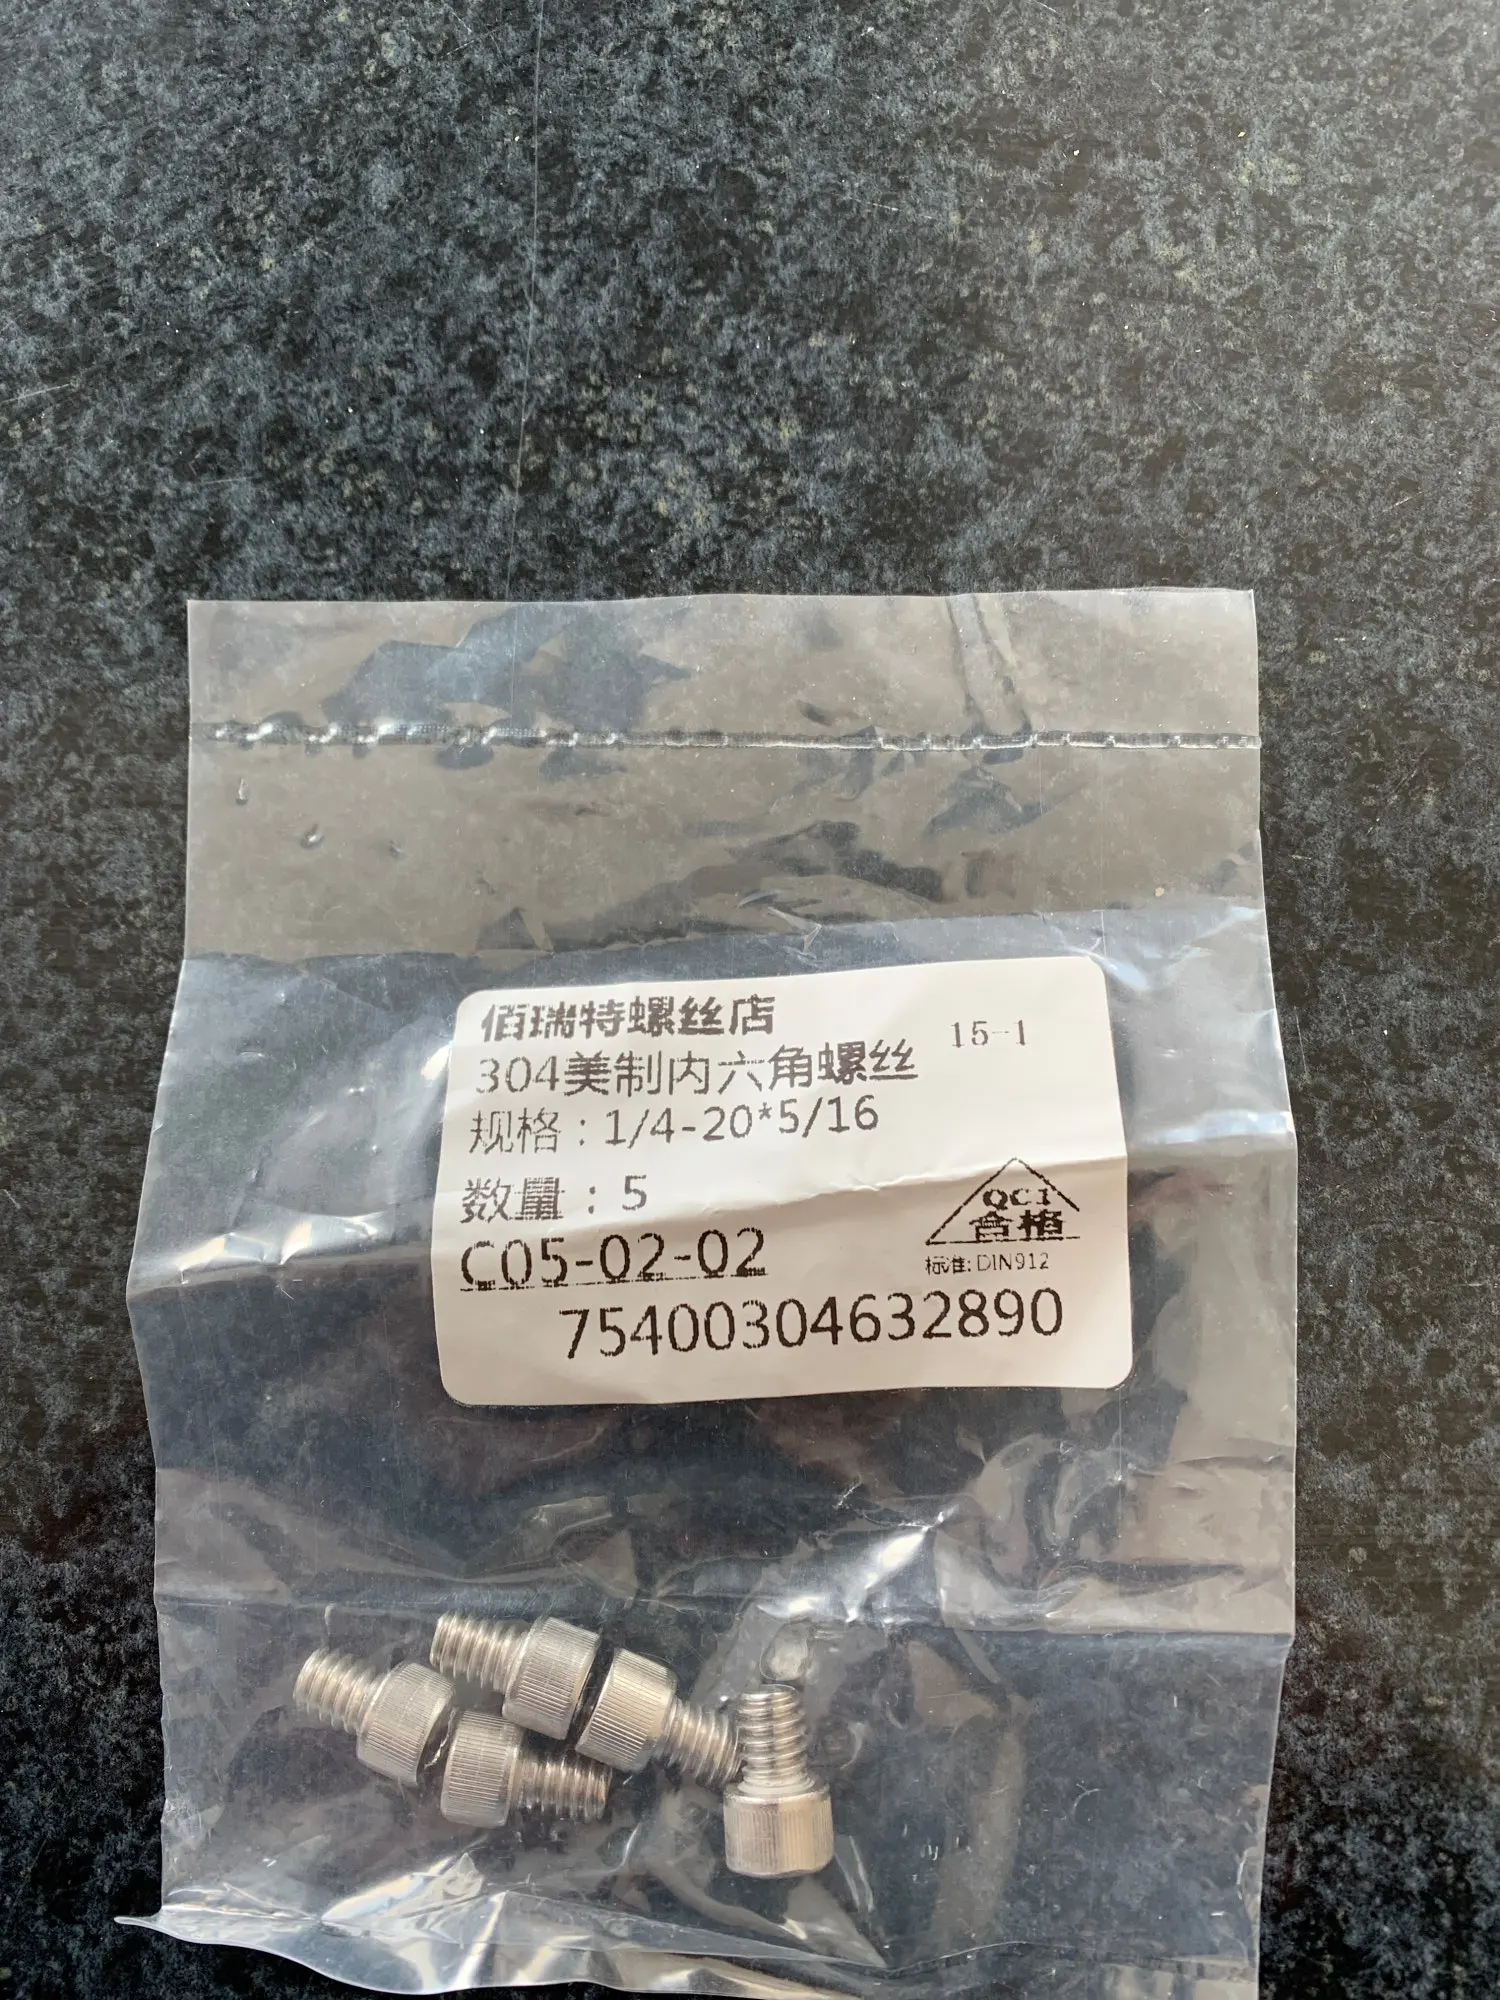 佰瑞特螺丝店
15-1
304美制内六角螺丝
规格：1/4-20*5/16
数量：5
QC1
合格
C05-02-02
标准:DIN912
75400304632890